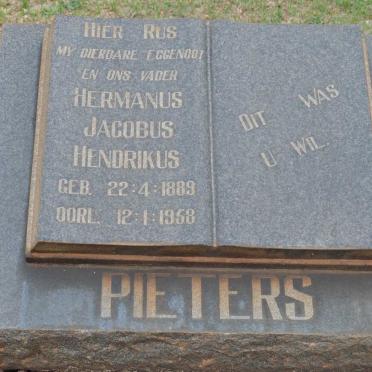 HIER RUS
MY DIERBARE EGGENOOT
EN ONS VADER
HERMANUS
JACOBUS
HENDRIKUS
GEB. 22·4·1889
OORL. 12·1·1958
DIT WAS
U WIL.
PIETERS